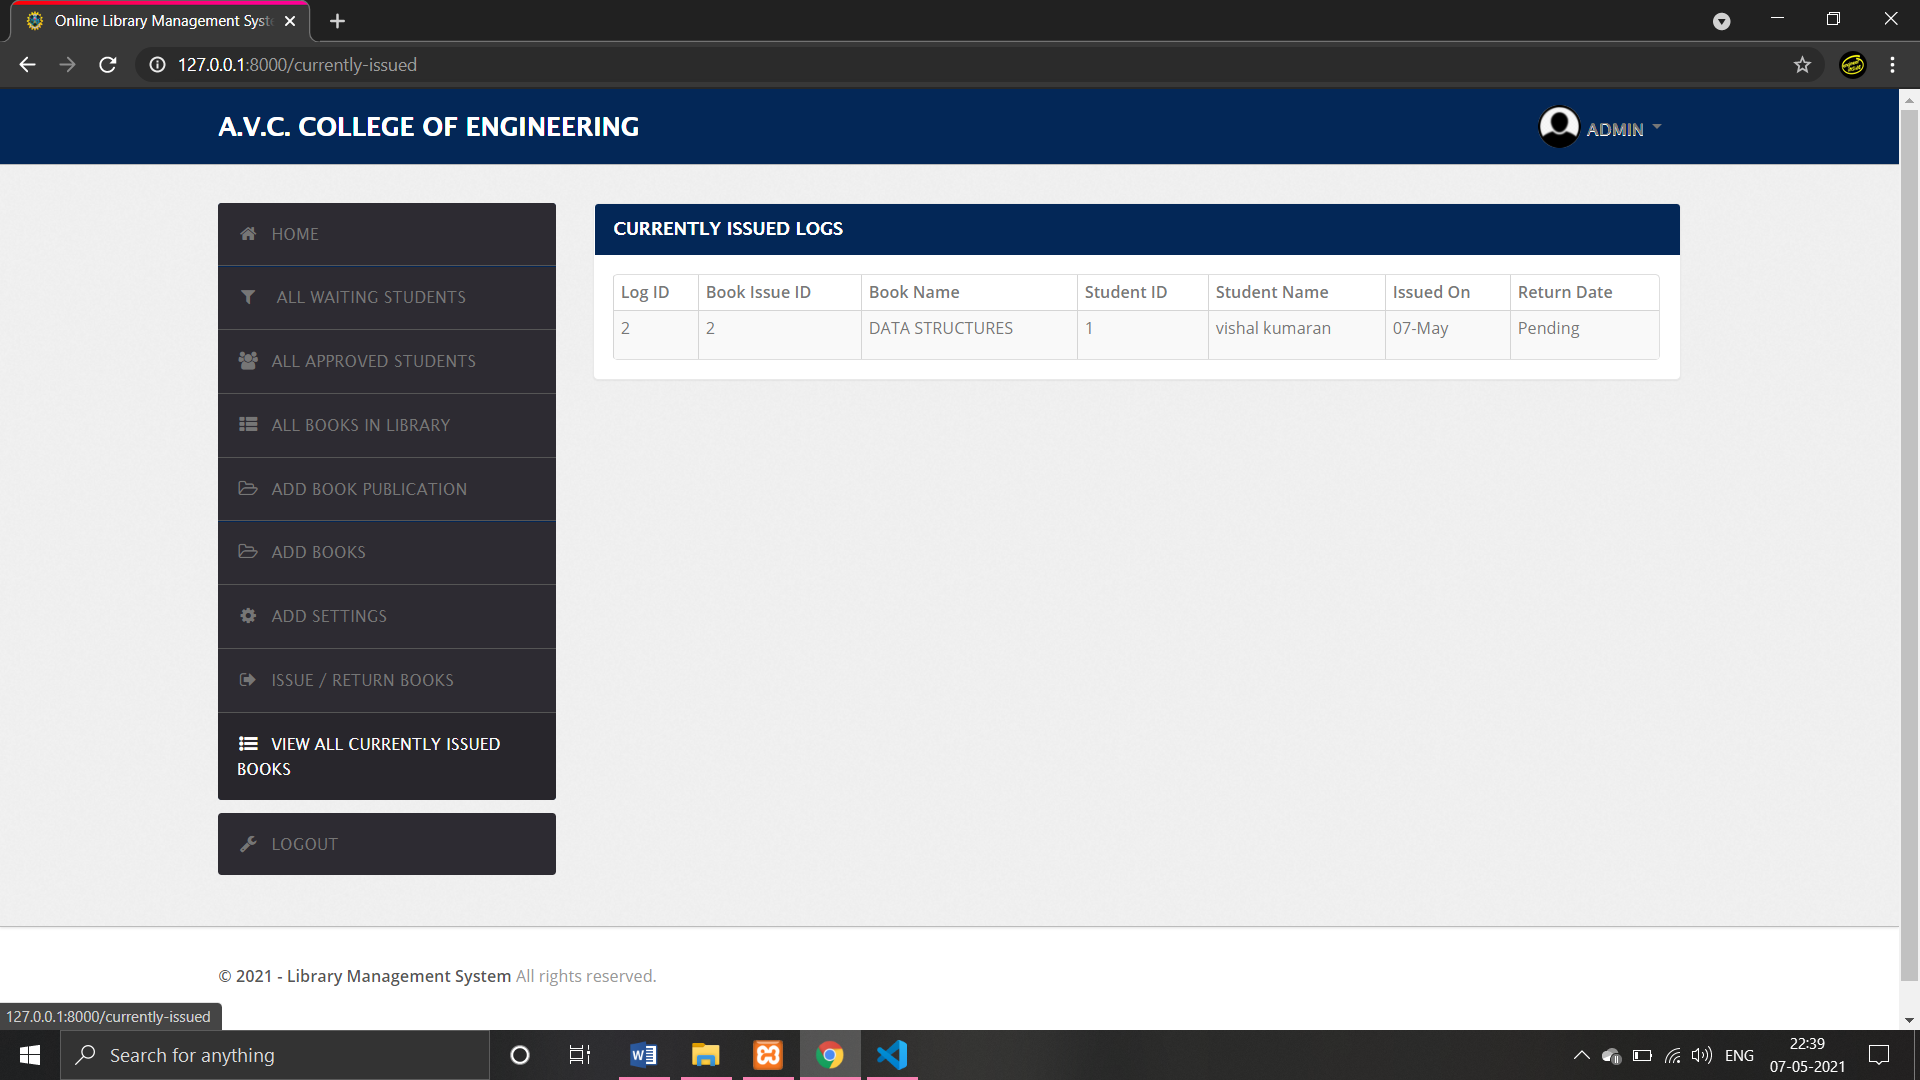 Online Library Management Syst
127.0.0.1:8000/currently-issued
A.V.C. COLLEGE OF ENGINEERING
ADMIN
HOME
ALL WAITING STUDENTS
ALL APPROVED STUDENTS
ALL BOOKS IN LIBRARY
ADD BOOK PUBLICATION
ADD BOOKS
ADD SETTINGS
ISSUE / RETURN BOOKS
VIEW ALL CURRENTLY ISSUED
BOOKS
LOGOUT
CURRENTLY ISSUED LOGS
Log ID Book Issue ID Book Name Student ID Student Name Issued On Return Date
2 2 DATA STRUCTURES 1 vishal kumaran 07-May Pending
© 2021 - Library Management System All rights reserved.
127.0.0.1:8000/currently-issued
Search for anything
ENG
22:39
07-05-2021